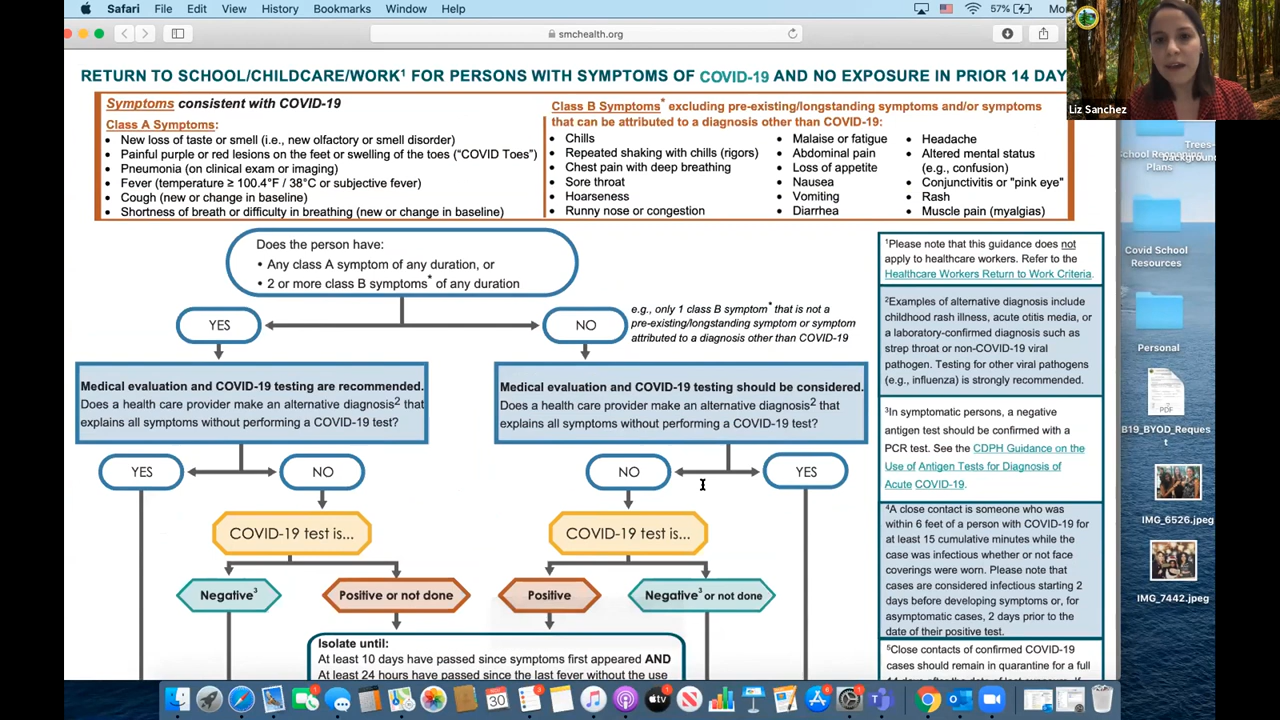 Safari File Edit View History Bookmarks Window Help
57%
smchealth.org
Liz Sanchez
RETURN TO SCHOOL/CHILDCARE/WORK¹ FOR PERSONS WITH SYMPTOMS OF COVID-19 AND NO EXPOSURE IN PRIOR 14 DAY
Symptoms consistent with COVID-19
Class A Symptoms:
• New loss of taste or smell (i.e., new olfactory or smell disorder)
• Painful purple or red lesions on the feet or swelling of the toes (“COVID Toes”)
• Pneumonia (on clinical exam or imaging)
• Fever (temperature ≥ 100.4°F / 38°C or subjective fever)
• Cough (new or change in baseline)
• Shortness of breath or difficulty in breathing (new or change in baseline)
Class B Symptoms* excluding pre-existing/longstanding symptoms and/or symptoms
that can be attributed to a diagnosis other than COVID-19:
• Chills
• Repeated shaking with chills (rigors)
• Chest pain with deep breathing
• Sore throat
• Hoarseness
• Runny nose or congestion
• Malaise or fatigue
• Abdominal pain
• Loss of appetite
• Nausea
• Vomiting
• Diarrhea
• Headache
• Altered mental status
(e.g., confusion)
• Conjunctivitis or "pink eye"
• Rash
• Muscle pain (myalgias)
Does the person have:
• Any class A symptom of any duration, or
• 2 or more class B symptoms* of any duration
YES
NO
e.g., only 1 class B symptom* that is not a
pre-existing/longstanding symptom or symptom
attributed to a diagnosis other than COVID-19
Medical evaluation and COVID-19 testing are recommended.
Does a health care provider make an alternative diagnosis² that
explains all symptoms without performing a COVID-19 test?
Medical evaluation and COVID-19 testing should be considered.
Does a health care provider make an alternative diagnosis² that
explains all symptoms without performing a COVID-19 test?
YES
NO
NO
YES
COVID-19 test is...
COVID-19 test is...
Negative³
Positive or not done
Positive
Negative³ or not done
Isolate until:
At least 10 days have passed since symptoms first appeared AND
At least 24 hours have passed since the last fever without the use
¹Please note that this guidance does not
apply to healthcare workers. Refer to the
Healthcare Workers Return to Work Criteria.
²Examples of alternative diagnosis include
childhood rash illness, acute otitis media, or
a laboratory-confirmed diagnosis such as
strep throat or non-COVID-19 viral
pathogen. Testing for other viral pathogens
(e.g., influenza) is strongly recommended.
³In symptomatic persons, a negative
antigen test should be confirmed with a
PCR test. See the CDPH Guidance on the
Use of Antigen Tests for Diagnosis of
Acute COVID-19.
⁴A close contact is someone who was
within 6 feet of a person with COVID-19 for
at least 15 cumulative minutes while the
case was infectious whether or not face
coverings were worn. Please note that
cases are considered infectious starting 2
days before developing symptoms or, for
asymptomatic cases, 2 days prior to the
date of their positive test.
⁵Close contacts of confirmed COVID-19
cases should remain in quarantine for a full
School Reopening
Plans
Trees-
Covid School
Resources
Personal
PDF
B19_BYOD_Reques
t
IMG_6526.jpeg
IMG_7442.jpeg